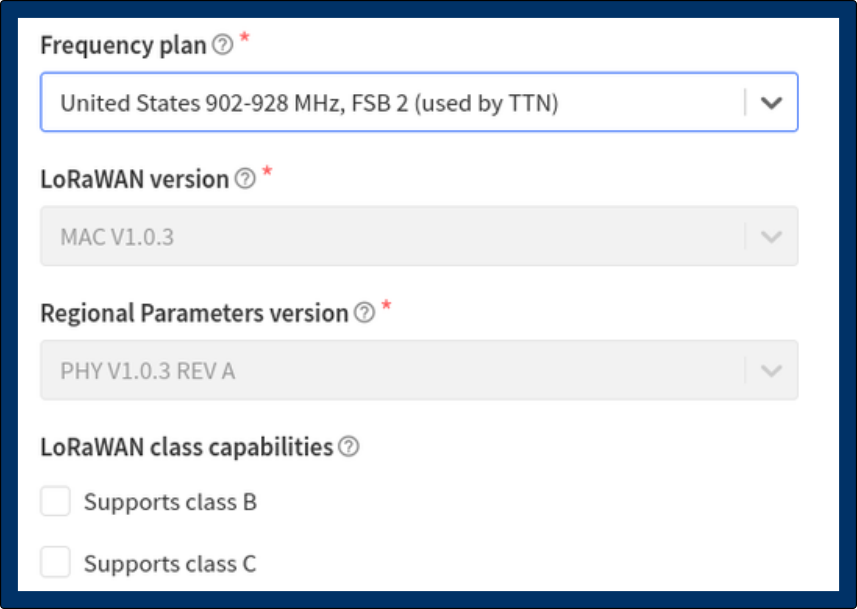 Frequency plan ? *
United States 902-928 MHz, FSB 2 (used by TTN)
LoRaWAN version ? *
MAC V1.0.3
Regional Parameters version ? *
PHY V1.0.3 REV A
LoRaWAN class capabilities ?
Supports class B
Supports class C